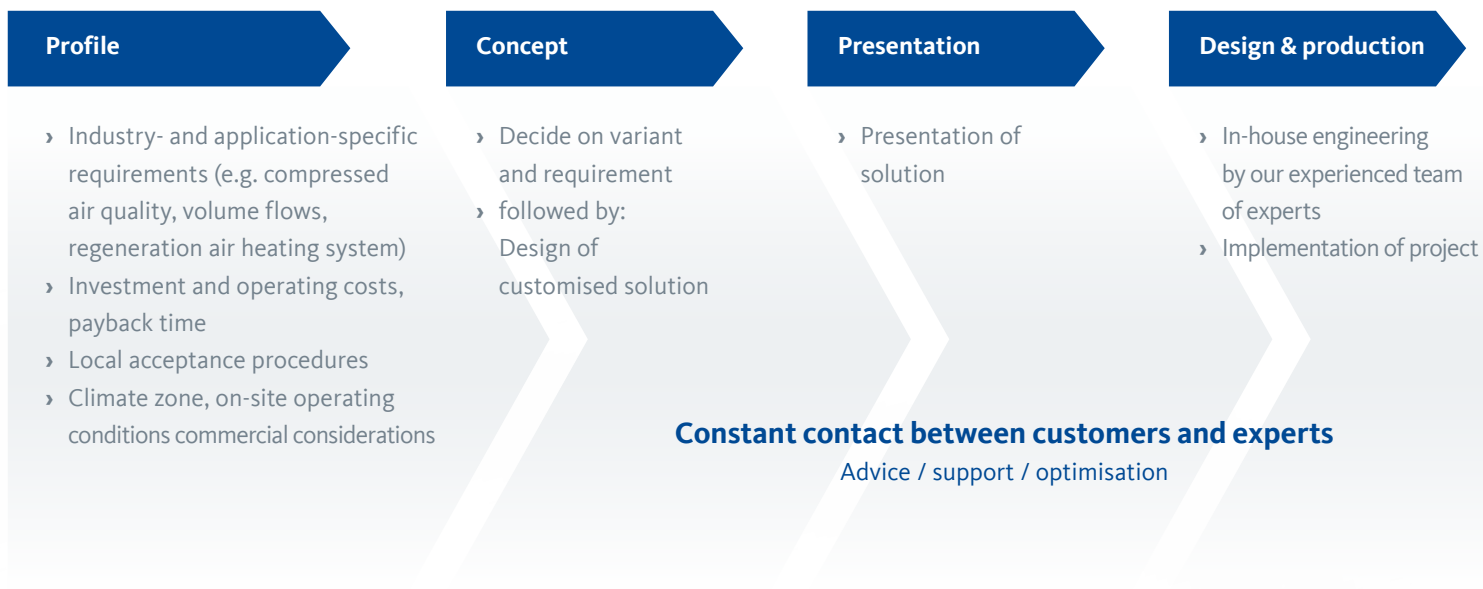 Profile
› Industry- and application-specific
requirements (e.g. compressed
air quality, volume flows,
regeneration air heating system)
› Investment and operating costs,
payback time
› Local acceptance procedures
› Climate zone, on-site operating
conditions commercial considerations
Concept
› Decide on variant
and requirement
› followed by:
Design of
customised solution
Presentation
› Presentation of
solution
Design & production
› In-house engineering
by our experienced team
of experts
› Implementation of project
Constant contact between customers and experts
Advice / support / optimisation